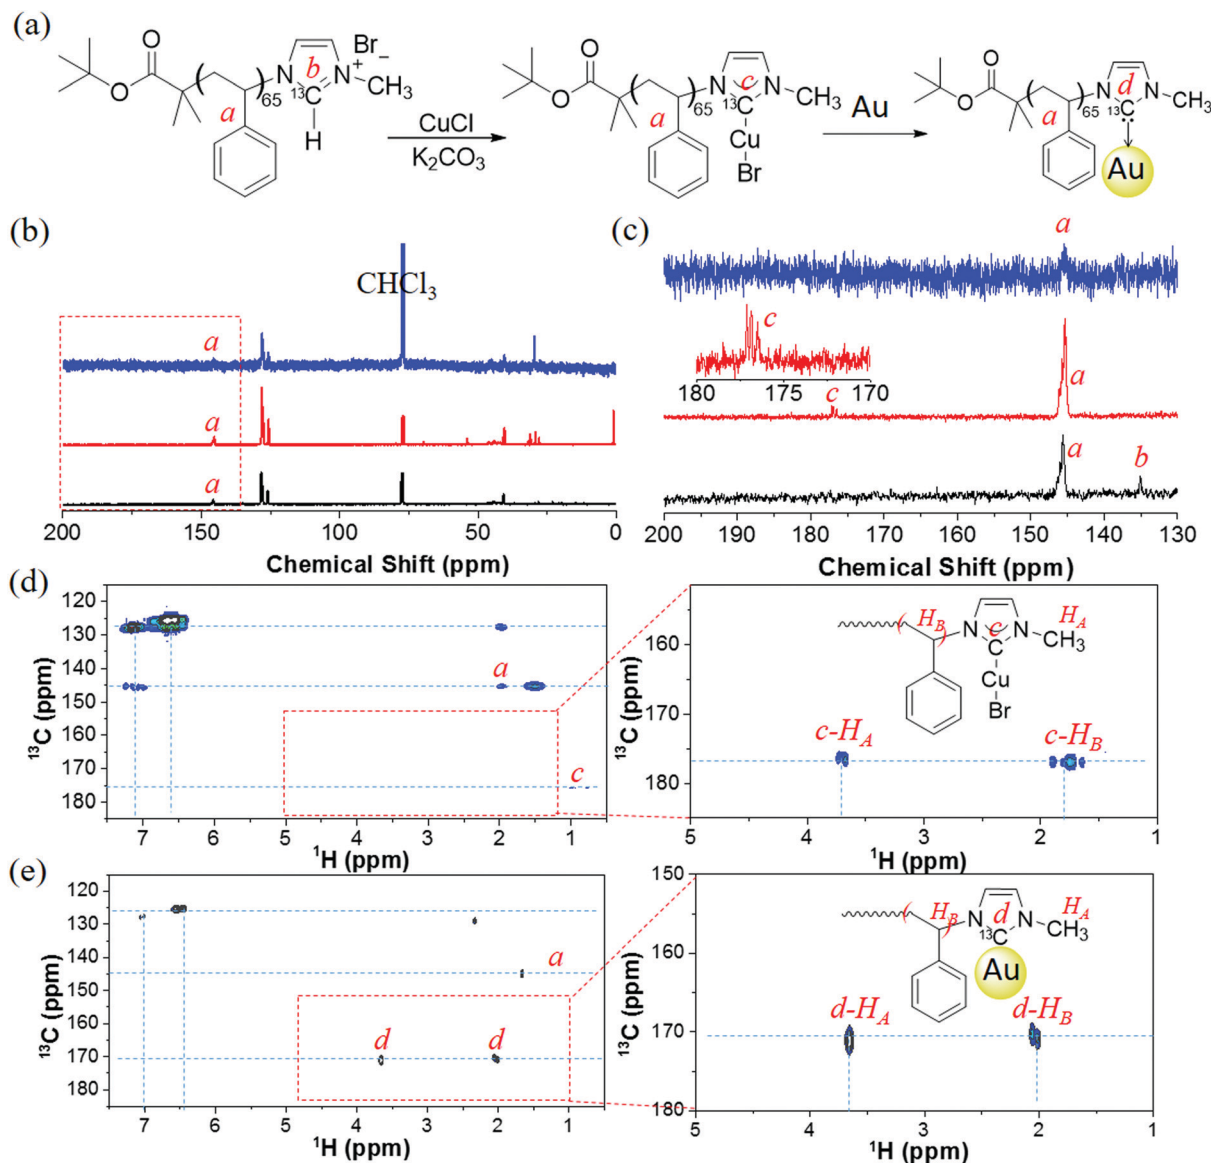 (a)
O
O
a
65
N
b
13C
H
N
+
Br−
CH3
CuCl
K2CO3
O
O
a
65
N
c
13C
N
CH3
Cu
Br
Au
O
O
a
65
N
d
13C
N
CH3
Au
(b)
CHCl3
a
a
a
200 150 100 50 0
Chemical Shift (ppm)
(c)
a
c
180 175 170
c
a
a
b
200 190 180 170 160 150 140 130
Chemical Shift (ppm)
(d)
120
130
140
150
160
170
180
13C (ppm)
a
c
7 6 5 4 3 2 1
1H (ppm)
160
170
180
13C (ppm)
HB
N
c
N
HA
CH3
C
Cu
Br
c-HA
c-HB
5 4 3 2 1
1H (ppm)
(e)
120
130
140
150
160
170
180
13C (ppm)
a
d
d
7 6 5 4 3 2 1
1H (ppm)
150
160
170
180
13C (ppm)
HB
N
d
13C
N
HA
CH3
Au
d-HA
d-HB
5 4 3 2 1
1H (ppm)